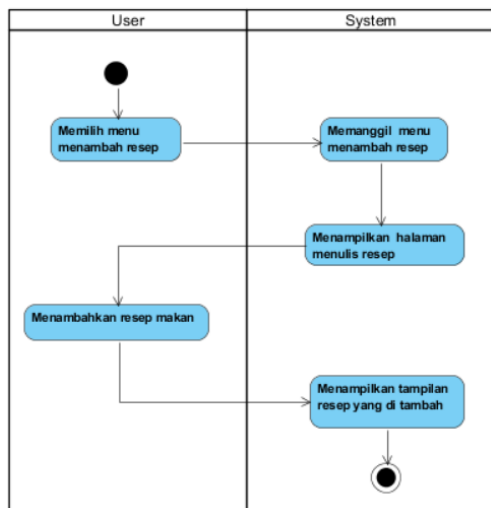 User
System
Memilih menu
menambah resep
Memanggil menu
menambah resep
Menampilkan halaman
menulis resep
Menambahkan resep makan
Menampilkan tampilan
resep yang di tambah